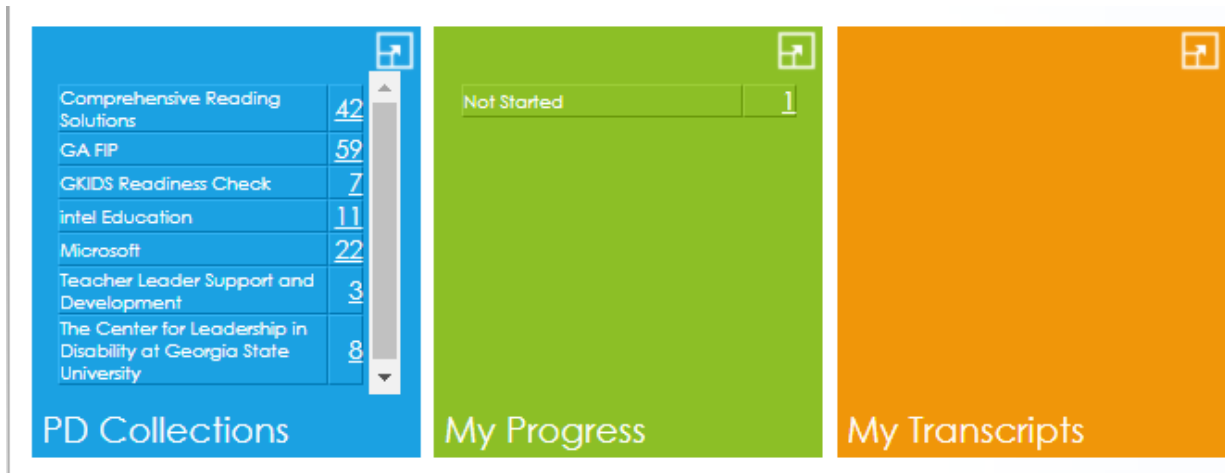 Comprehensive Reading
Solutions
42
GA FIP
59
GKIDS Readiness Check
7
intel Education
11
Microsoft
22
Teacher Leader Support and
Development
3
The Center for Leadership in
Disability at Georgia State
University
8
PD Collections
Not Started
1
My Progress
My Transcripts